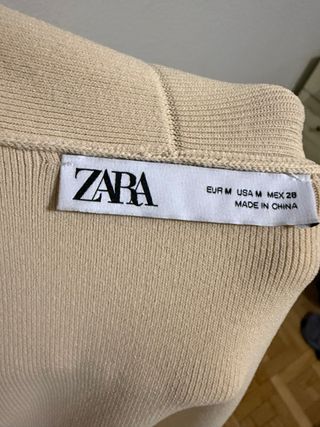 ZARA
EUR M USA M MEX 28
MADE IN CHINA